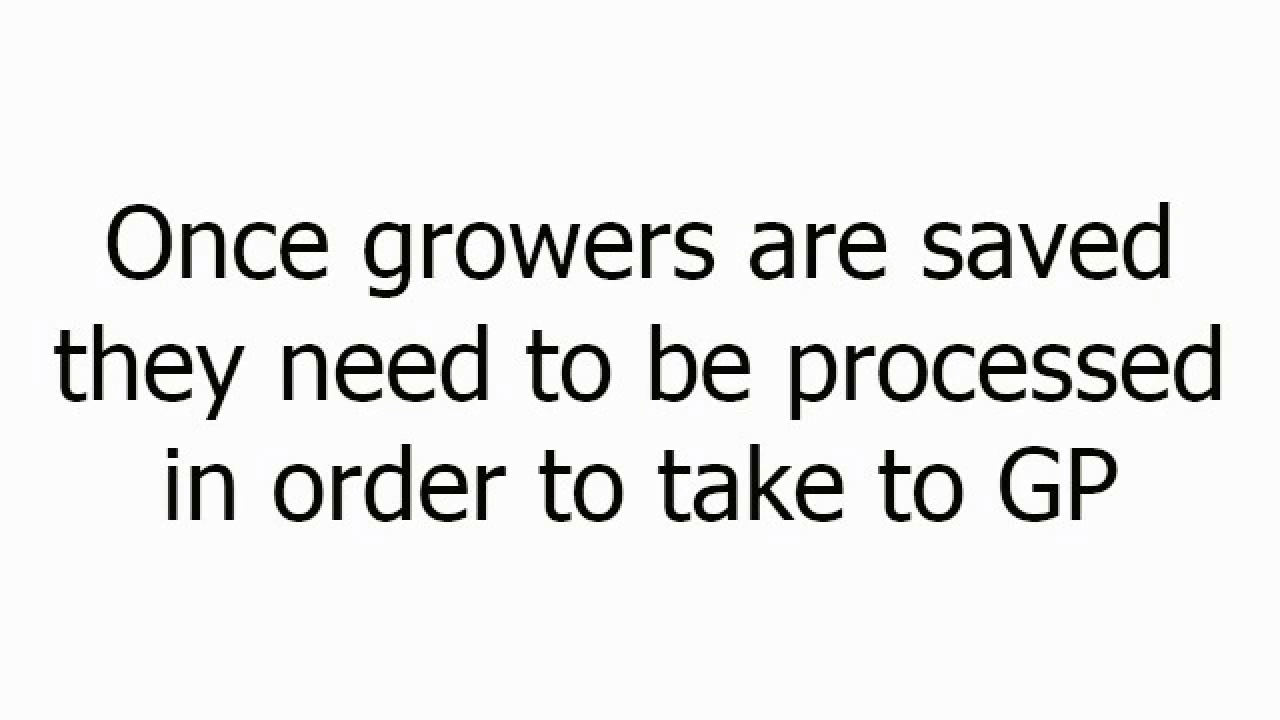 Once growers are saved
they need to be processed
in order to take to GP